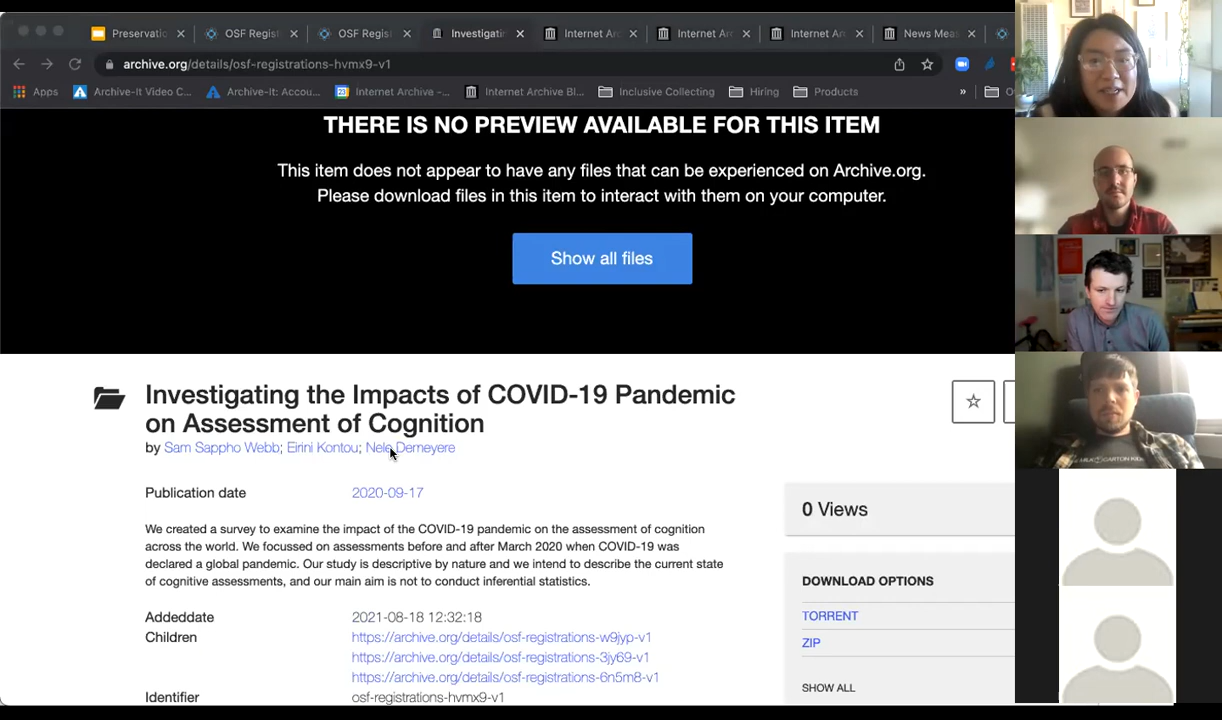 Preservatio
OSF Regist
OSF Regist
Investigatin
Internet Arc
Internet Arc
Internet Arc
News Meas
archive.org/details/osf-registrations-hvmx9-v1
Apps
Archive-It Video C...
Archive-It: Accou...
Internet Archive –...
Internet Archive Bl...
Inclusive Collecting
Hiring
Products
»
THERE IS NO PREVIEW AVAILABLE FOR THIS ITEM
This item does not appear to have any files that can be experienced on Archive.org.
Please download files in this item to interact with them on your computer.
Show all files
Investigating the Impacts of COVID-19 Pandemic
on Assessment of Cognition
by Sam Sappho Webb; Eirini Kontou; Nele Demeyere
Publication date 2020-09-17
We created a survey to examine the impact of the COVID-19 pandemic on the assessment of cognition
across the world. We focussed on assessments before and after March 2020 when COVID-19 was
declared a global pandemic. Our study is descriptive by nature and we intend to describe the current state
of cognitive assessments, and our main aim is not to conduct inferential statistics.
Addeddate 2021-08-18 12:32:18
Children https://archive.org/details/osf-registrations-w9jyp-v1
https://archive.org/details/osf-registrations-3jy69-v1
https://archive.org/details/osf-registrations-6n5m8-v1
Identifier osf-registrations-hvmx9-v1
0 Views
DOWNLOAD OPTIONS
TORRENT
ZIP
SHOW ALL